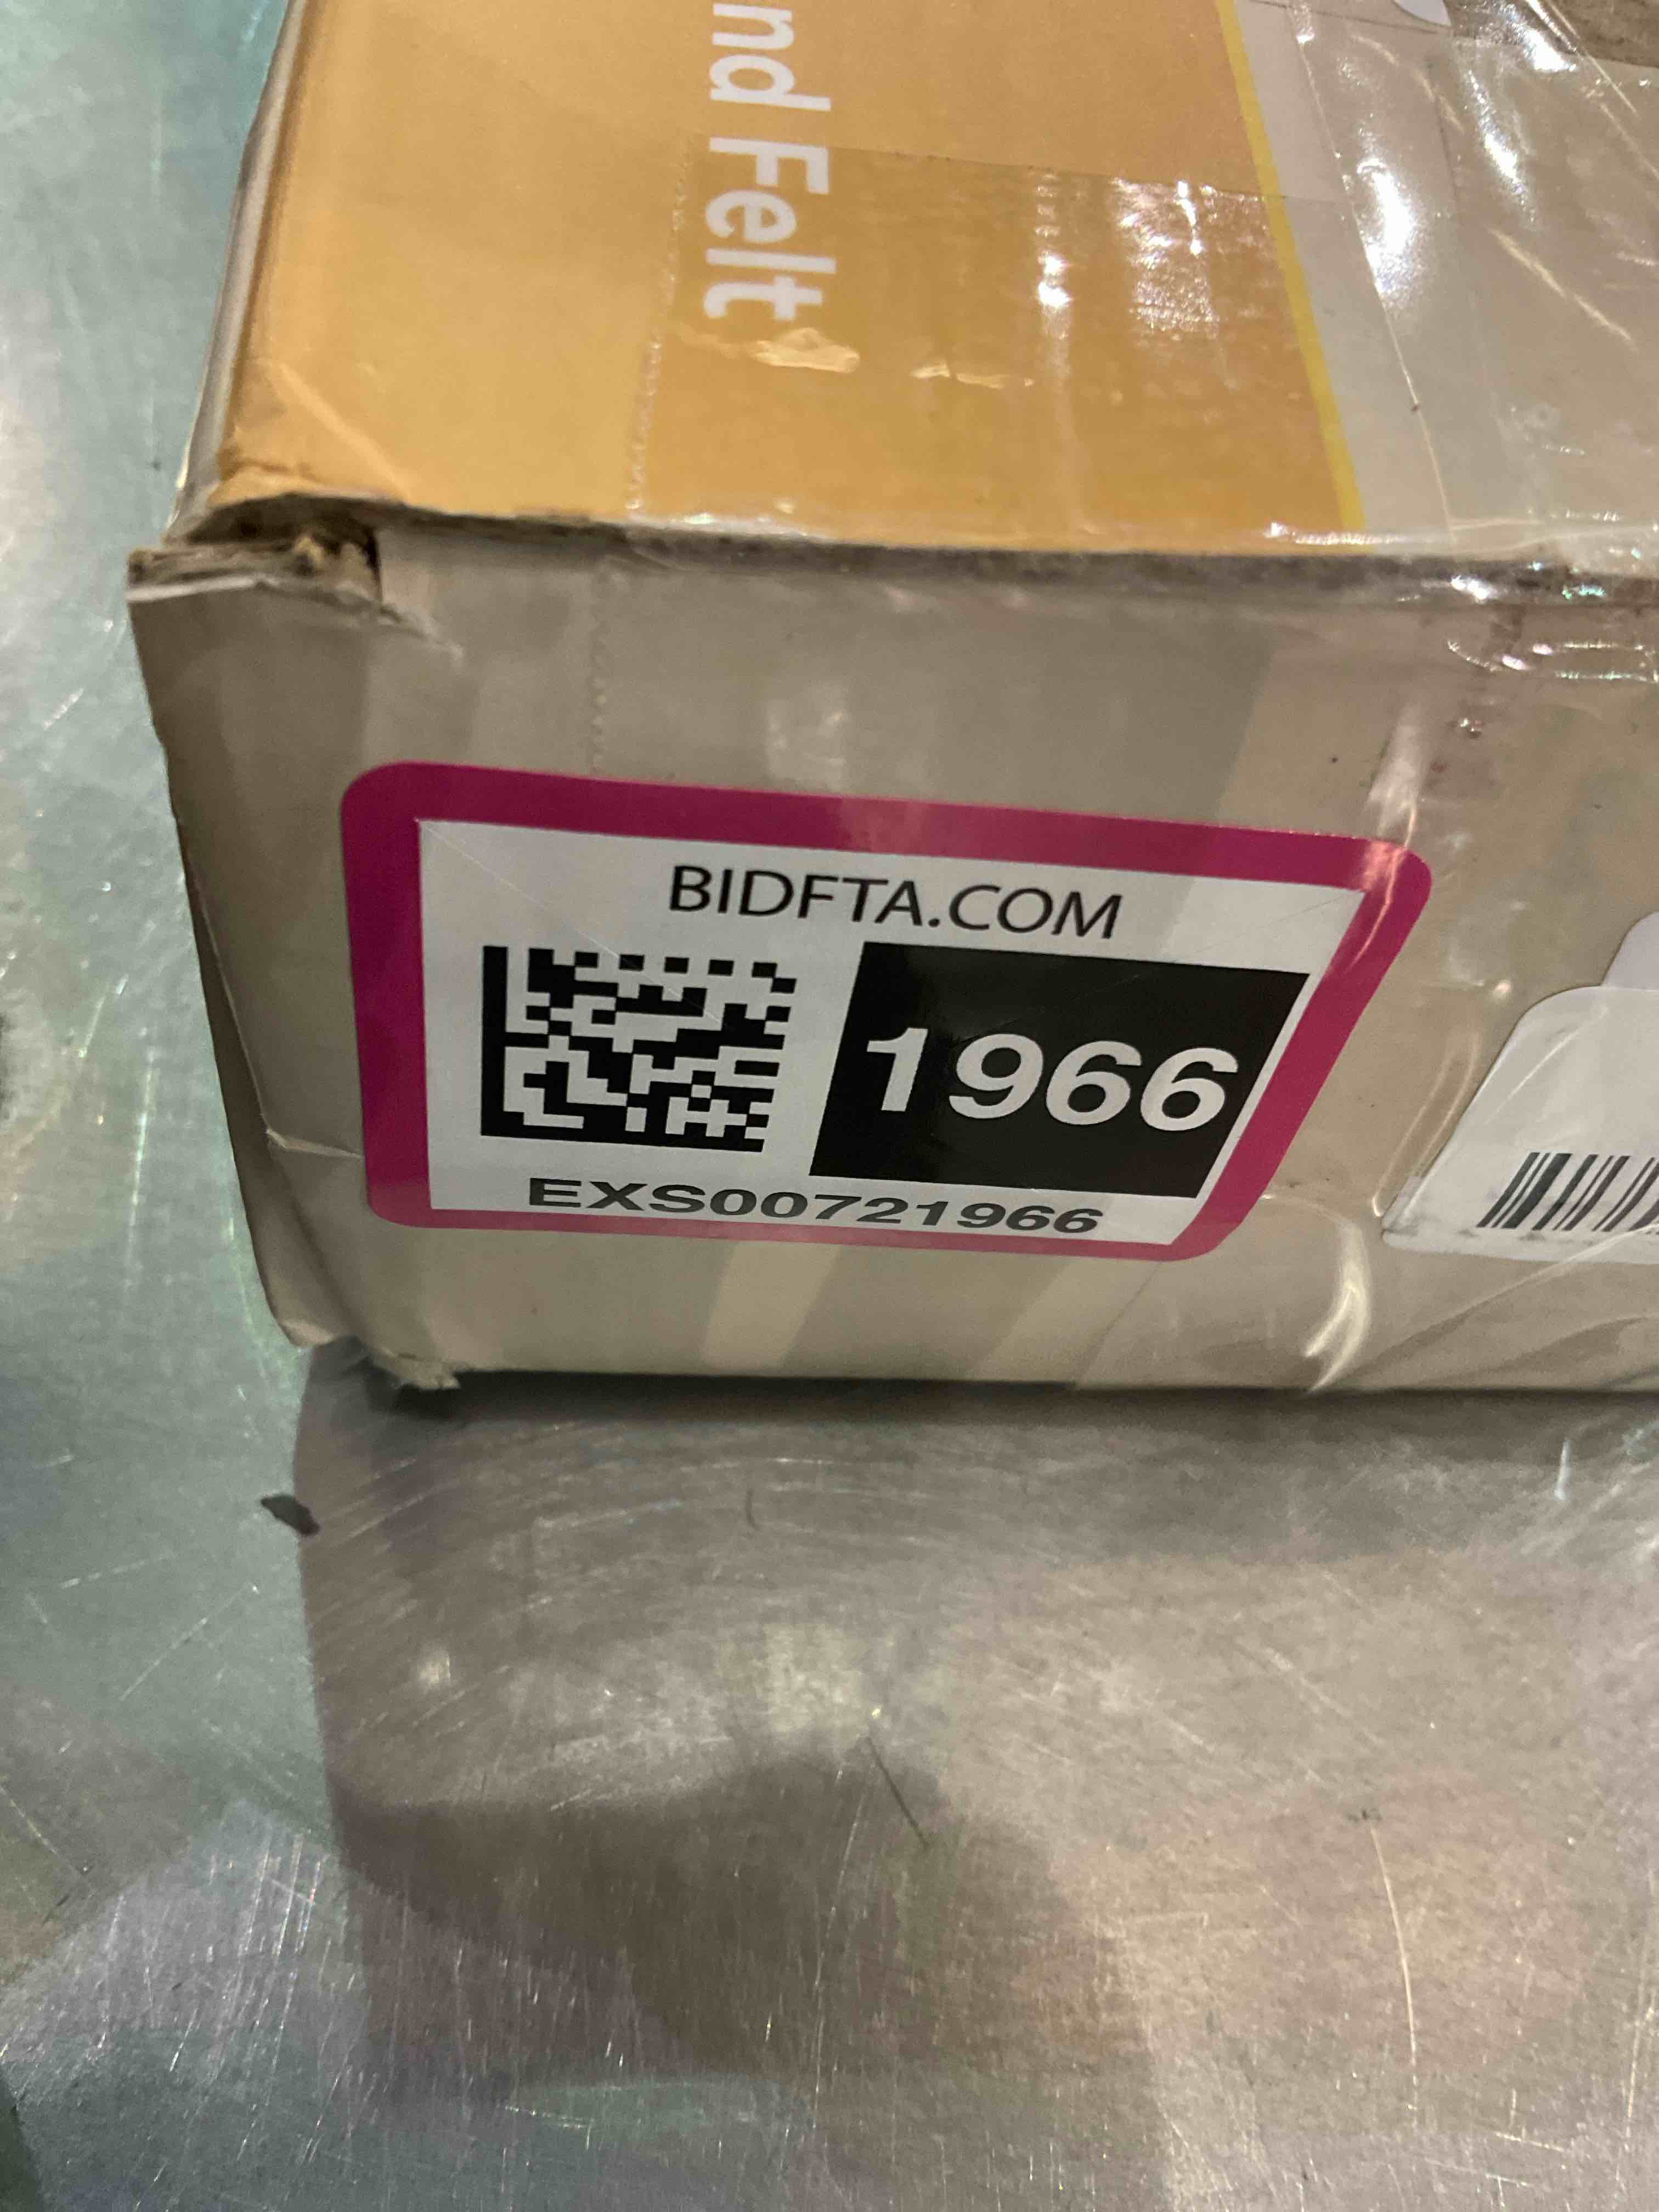 nd Felt
BIDFTA.COM
1966
EXS00721966